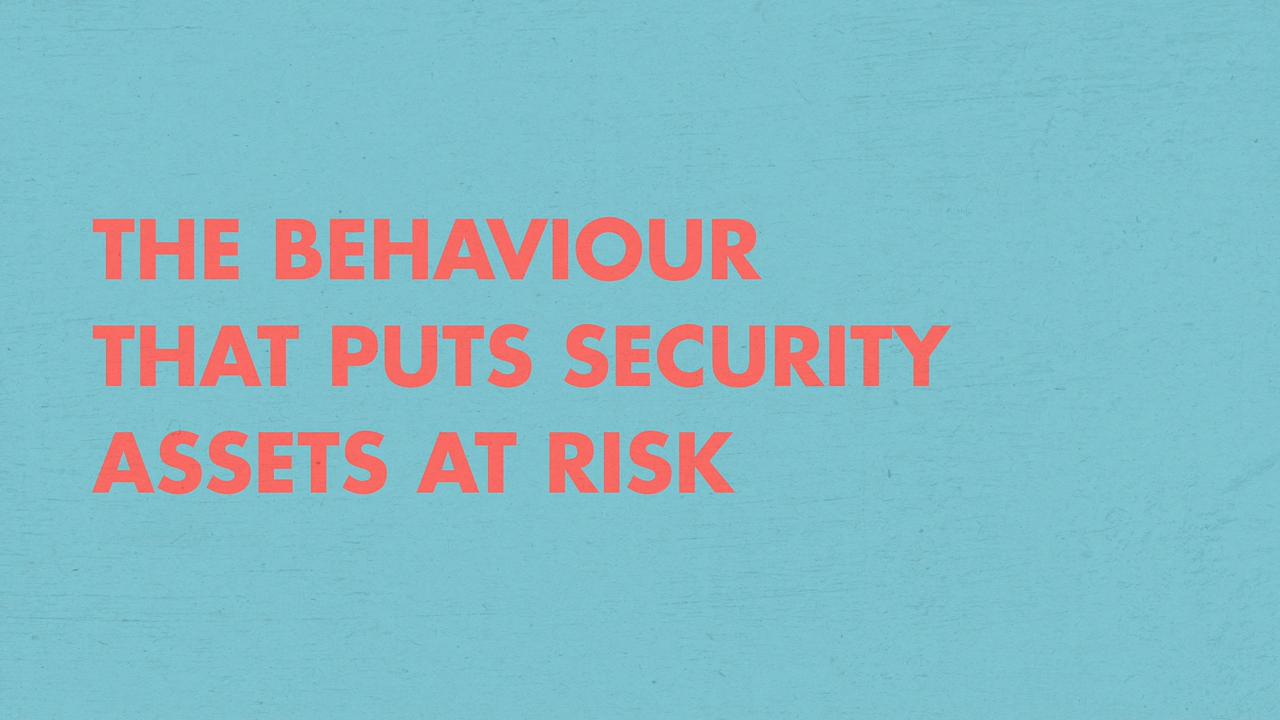 THE BEHAVIOUR
THAT PUTS SECURITY
ASSETS AT RISK